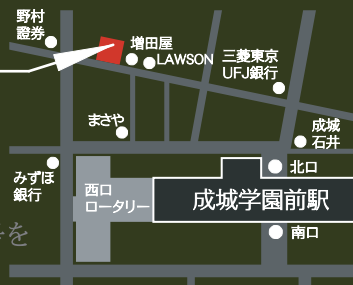 野村
證券
増田屋
LAWSON
三菱東京
UFJ銀行
まさや
成城
石井
みずほ
銀行
西口
ロータリー
北口
成城学園前駅
南口
を